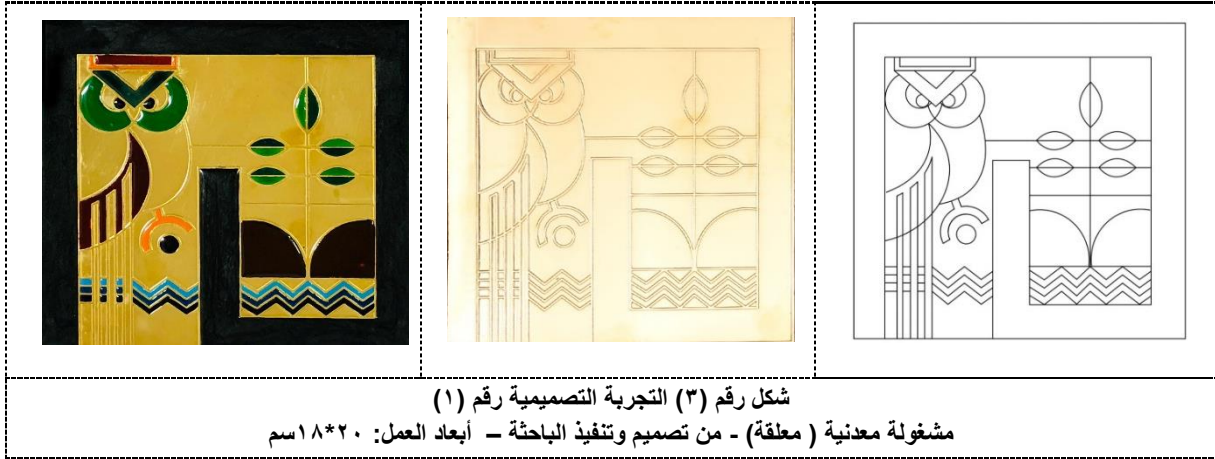 شكل رقم (٣) التجربة التصميمية رقم (١)
مشغولة معدنية ( معلقة) - من تصميم وتنفيذ الباحثة – أبعاد العمل: ٢٠*١٨سم